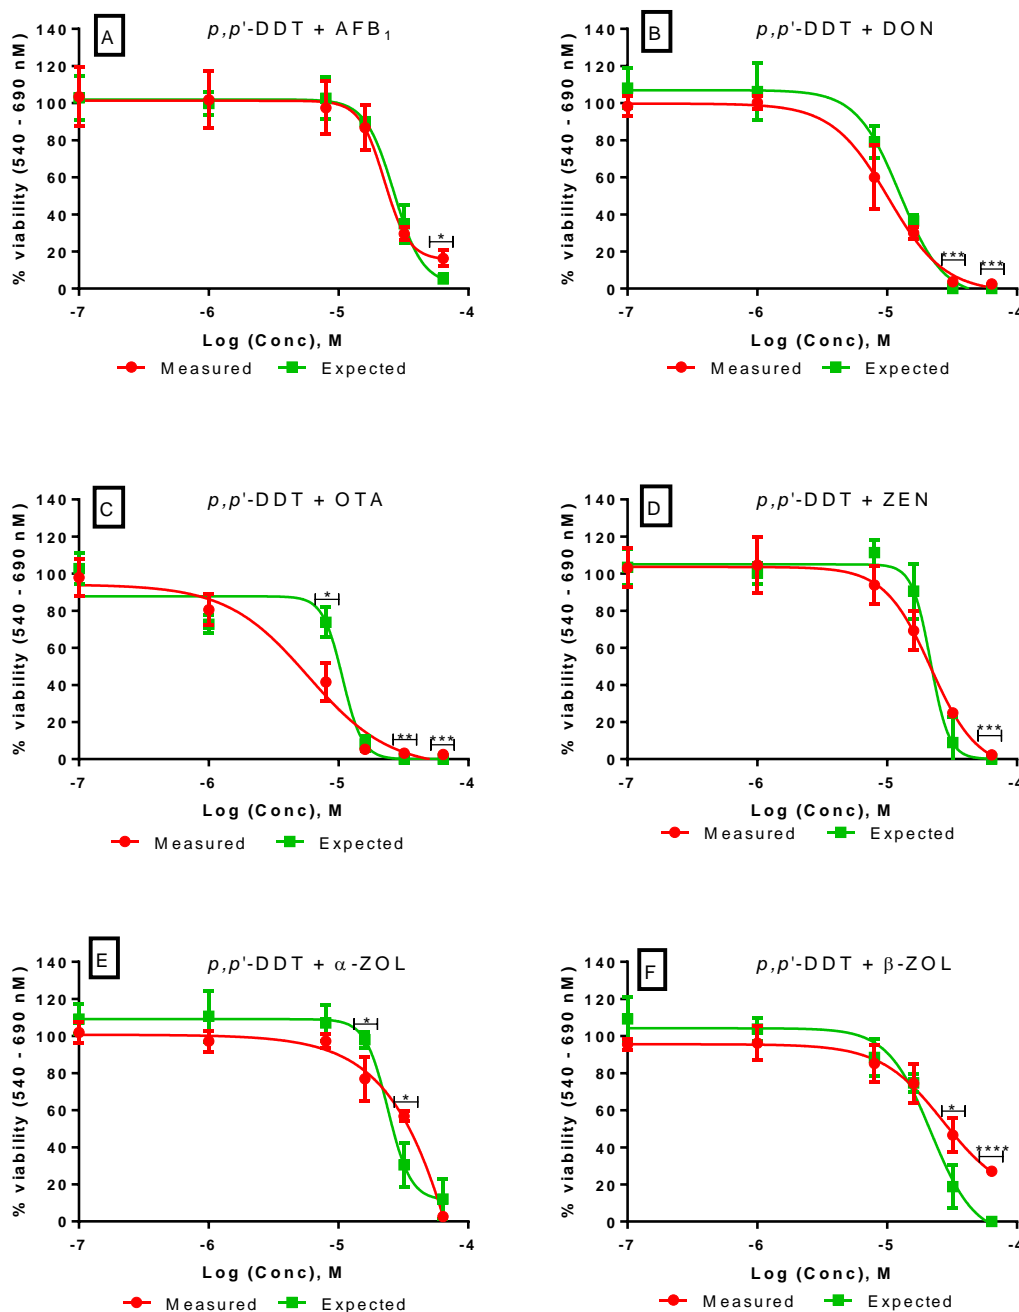 A
p,p'-DDT + AFB1
% viability (540 - 690 nM)
140
120
100
80
60
40
20
0
*
-7
-6
-5
-4
Log (Conc), M
Measured
Expected
B
p,p'-DDT + DON
% viability (540 - 690 nM)
140
120
100
80
60
40
20
0
***
***
-7
-6
-5
-4
Log (Conc), M
Measured
Expected
C
p,p'-DDT + OTA
% viability (540 - 690 nM)
140
120
100
80
60
40
20
0
*
**
***
-7
-6
-5
-4
Log (Conc), M
Measured
Expected
D
p,p'-DDT + ZEN
% viability (540 - 690 nM)
140
120
100
80
60
40
20
0
***
-7
-6
-5
-4
Log (Conc), M
Measured
Expected
E
p,p'-DDT + α-ZOL
% viability (540 - 690 nM)
140
120
100
80
60
40
20
0
*
*
-7
-6
-5
-4
Log (Conc), M
Measured
Expected
F
p,p'-DDT + β-ZOL
% viability (540 - 690 nM)
140
120
100
80
60
40
20
0
*
****
-7
-6
-5
-4
Log (Conc), M
Measured
Expected